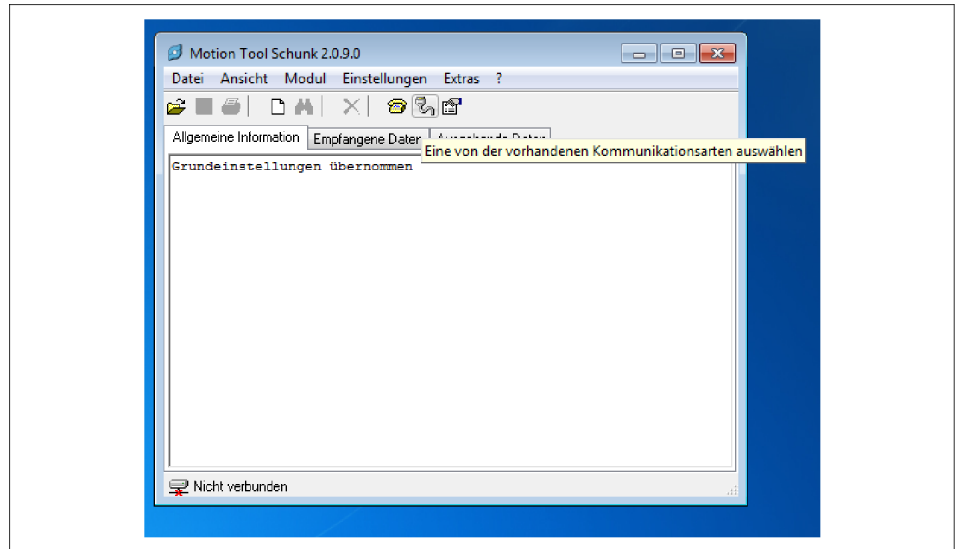 Motion Tool Schunk 2.0.9.0
Datei Ansicht Modul Einstellungen Extras ?
Allgemeine Information Empfangene Daten
Eine von der vorhandenen Kommunikationsarten auswählen
Grundeinstellungen übernommen
Nicht verbunden